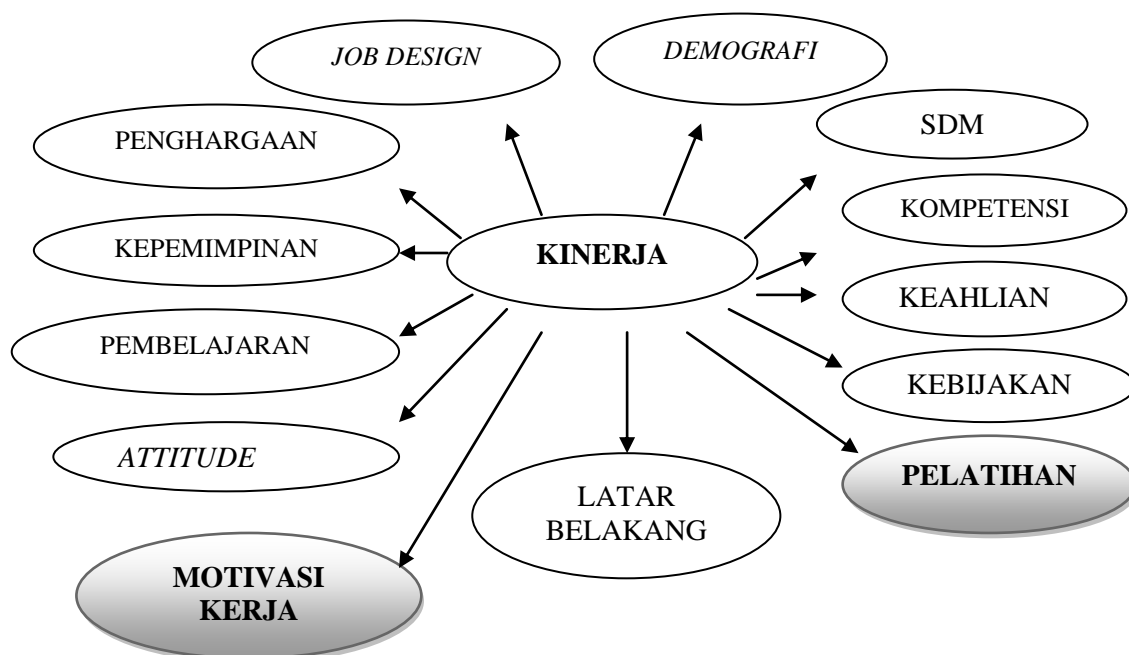 JOB DESIGN
DEMOGRAFI
PENGHARGAAN
SDM
KEPEMIMPINAN
KINERJA
KOMPETENSI
KEAHLIAN
PEMBELAJARAN
KEBIJAKAN
ATTITUDE
PELATIHAN
LATAR
BELAKANG
MOTIVASI
KERJA